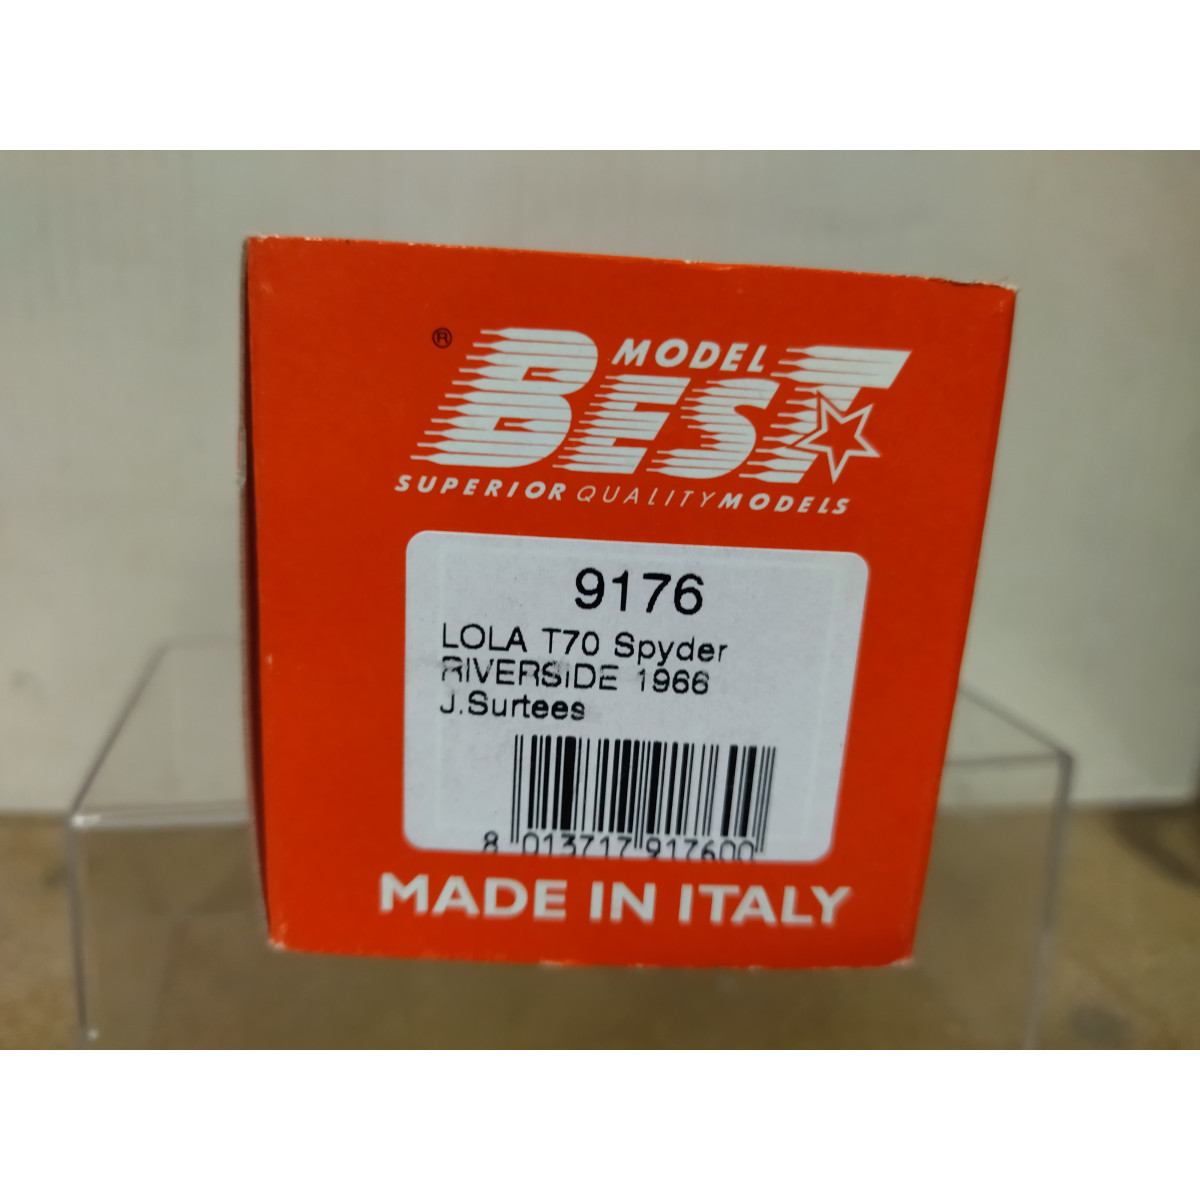 ®
MODEL
BEST
SUPERIOR QUALITY MODELS
9176
LOLA T70 Spyder
RIVERSIDE 1966
J.Surtees
8 013717 917600
MADE IN ITALY